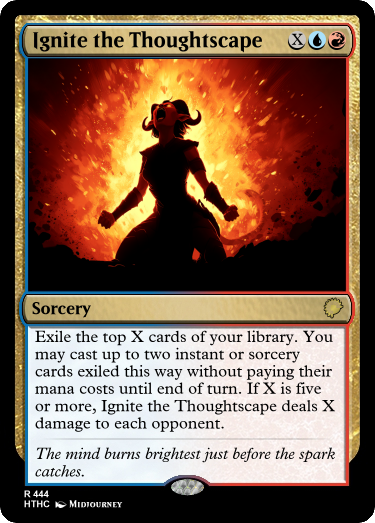 Ignite the Thoughtscape X
Sorcery
Exile the top X cards of your library. You
may cast up to two instant or sorcery
cards exiled this way without paying their
mana costs until end of turn. If X is five
or more, Ignite the Thoughtscape deals X
damage to each opponent.
The mind burns brightest just before the spark
catches.
R 444
HTHC MIDJOURNEY